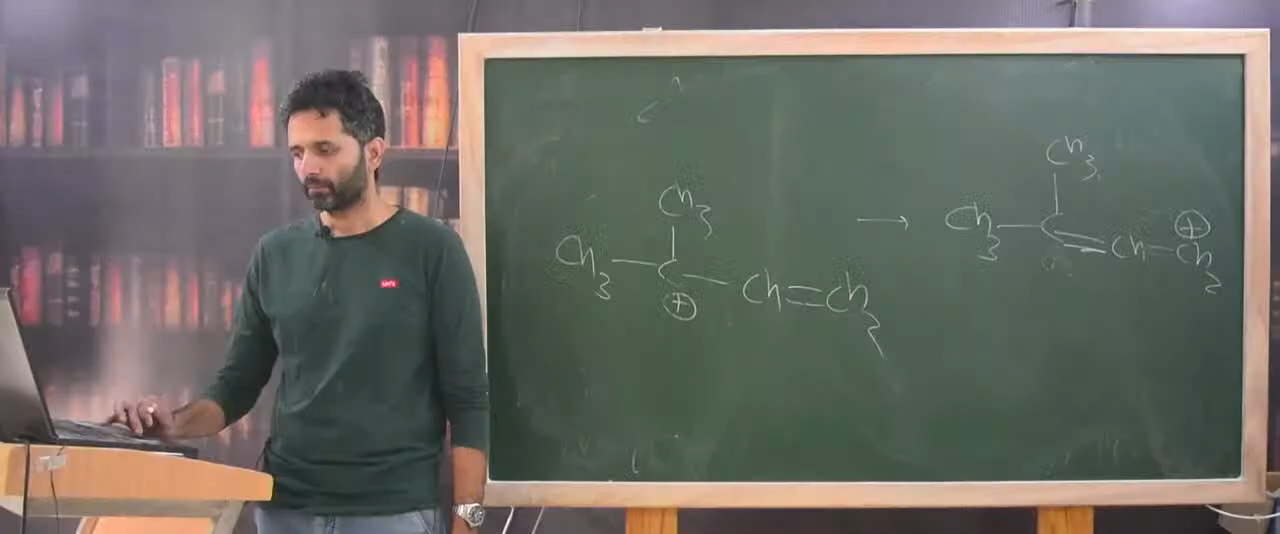 CH3
CH3 — C — CH = CH2
⊕
→
CH3
CH3 — C = CH — CH2
⊕
Levi's